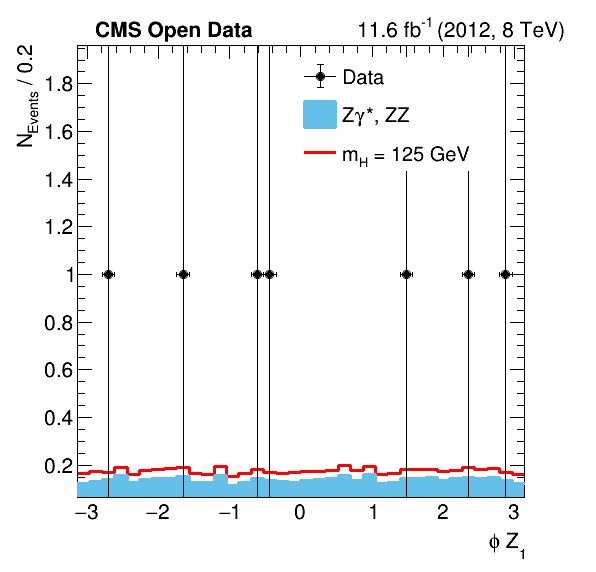 CMS Open Data 11.6 fb⁻¹ (2012, 8 TeV)
N_Events / 0.2
Data
Zγ*, ZZ
m_H = 125 GeV
1.8
1.6
1.4
1.2
1
0.8
0.6
0.4
0.2
−3 −2 −1 0 1 2 3
ϕ Z₁